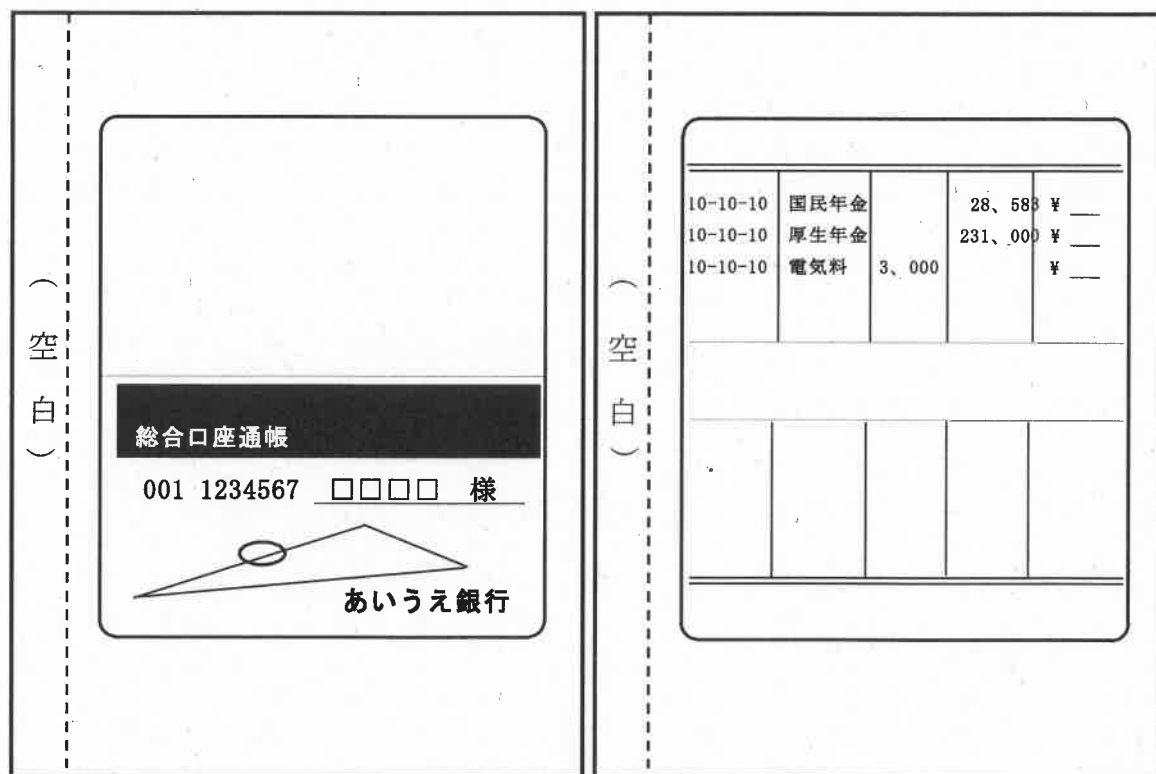 (空白)
総合口座通帳
001 1234567 □□□□ 様
あいうえ銀行
(空白)
10-10-10 国民年金 28、583 ¥
10-10-10 厚生年金 231、000 ¥
10-10-10 電気料 3、000 ¥